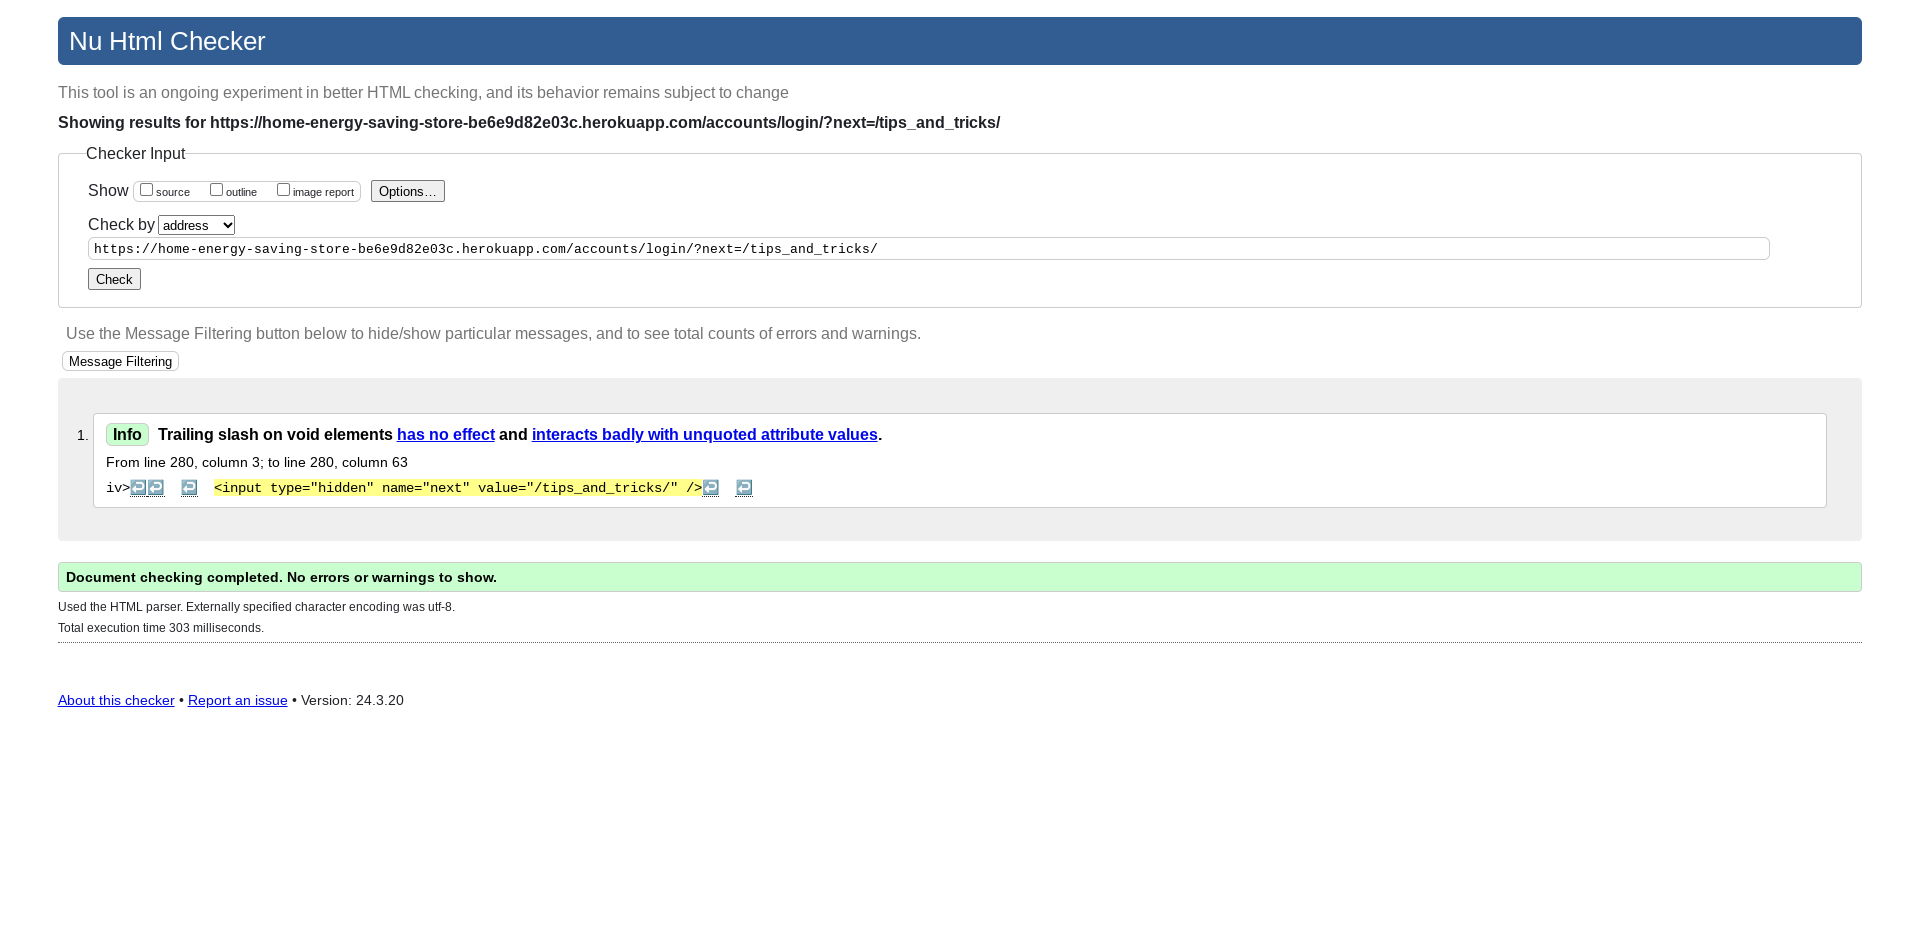 Nu Html Checker
This tool is an ongoing experiment in better HTML checking, and its behavior remains subject to change
Showing results for https://home-energy-saving-store-be6e9d82e03c.herokuapp.com/accounts/login/?next=/tips_and_tricks/
Checker Input
Show source outline image report Options...
Check by address
https://home-energy-saving-store-be6e9d82e03c.herokuapp.com/accounts/login/?next=/tips_and_tricks/
Check
Use the Message Filtering button below to hide/show particular messages, and to see total counts of errors and warnings.
Message Filtering
1. Info Trailing slash on void elements has no effect and interacts badly with unquoted attribute values.
From line 280, column 3; to line 280, column 63
iv>↩↩ ↩ <input type="hidden" name="next" value="/tips_and_tricks/" />↩ ↩
Document checking completed. No errors or warnings to show.
Used the HTML parser. Externally specified character encoding was utf-8.
Total execution time 303 milliseconds.
About this checker • Report an issue • Version: 24.3.20